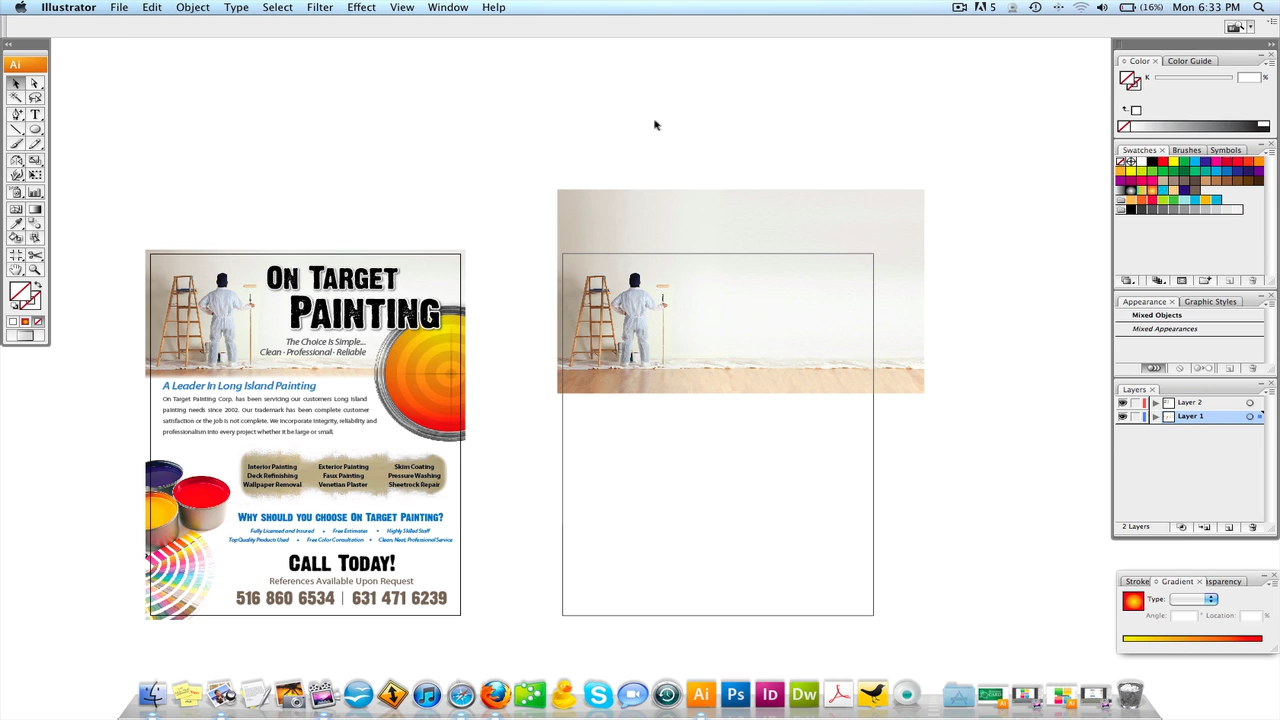 Illustrator File Edit Object Type Select Filter Effect View Window Help
5 (16%) Mon 6:33 PM
Ai
Color Color Guide
K %
Swatches Brushes Symbols
Appearance Graphic Styles
Mixed Objects
Mixed Appearances
Layers
Layer 2
Layer 1
2 Layers
Stroke Gradient sparency
Type:
Angle: ° Location: %
On Target
Painting
The Choice Is Simple...
Clean · Professional · Reliable
A Leader In Long Island Painting
On Target Painting Corp. has been servicing our customers Long Island
painting needs since 2002. Our trademark has been complete customer
satisfaction or the job is not complete. We incorporate integrity, reliability and
professionalism into every project whether it be large or small.
Interior Painting Exterior Painting Skim Coating
Deck Refinishing Faux Painting Pressure Washing
Wallpaper Removal Venetian Plaster Sheetrock Repair
Why should you choose On Target Painting?
Fully Licensed and Insured • Free Estimates • Highly Skilled Staff
Top Quality Products Used • Free Color Consultation • Clean, Neat, Professional Service
Call Today!
References Available Upon Request
516 860 6534 | 631 471 6239
Ai Ps Id Dw